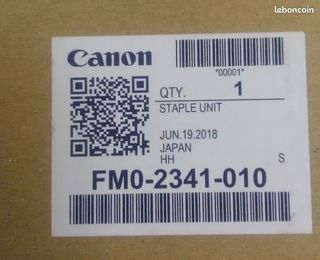 leboncoin
Canon
*00001*
QTY. 1
STAPLE UNIT
JUN.19.2018
JAPAN
HH S
FM0-2341-010